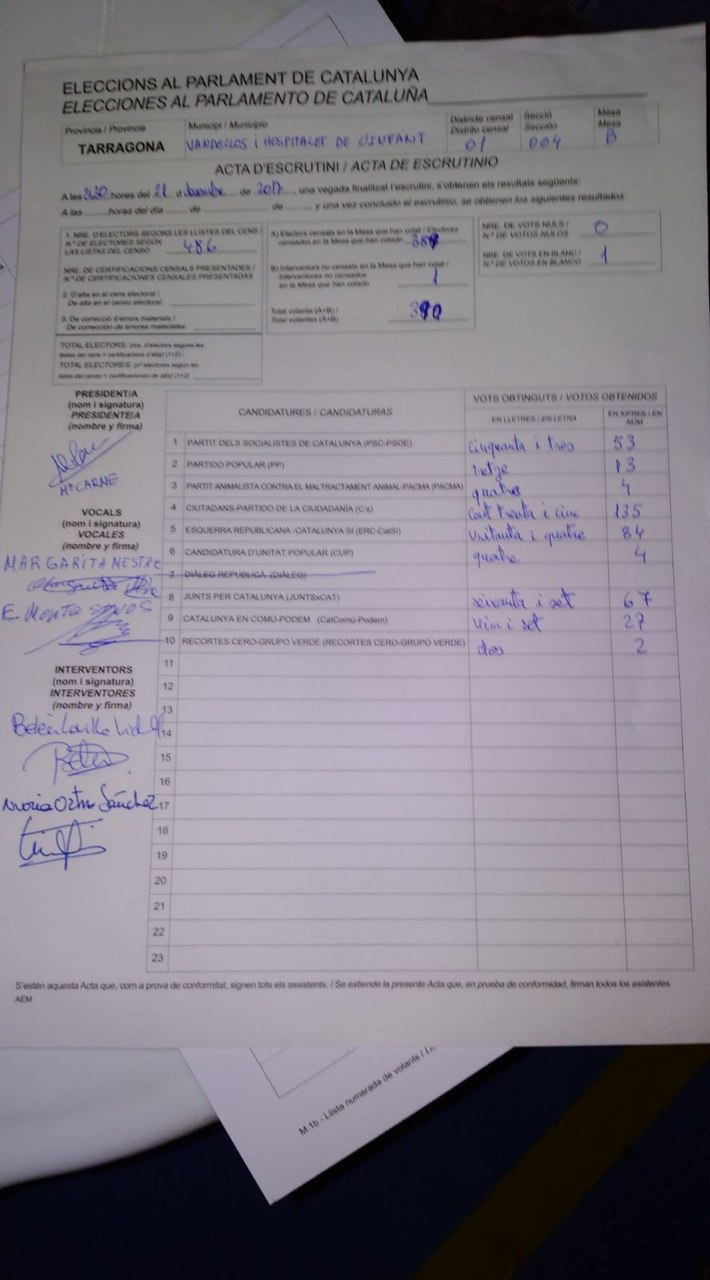 ELECCIONS AL PARLAMENT DE CATALUNYA
ELECCIONES AL PARLAMENTO DE CATALUÑA
Província / Provincia
TARRAGONA
Municipi / Municipio
VANDELLOS i HOSPITALET DE L'INFANT
Districte censal
Distrito censal
01
Secció
Sección
004
Mesa
Mesa
B
ACTA D'ESCRUTINI / ACTA DE ESCRUTINIO
A les hores del 21 d desembre de 2017, una vegada finalitzat l'escrutini, s'obtenen els resultats següents:
A las horas del día de de y una vez concluido el escrutinio, se obtienen los siguientes resultados:
1. NRE. D'ELECTORS SEGONS LES LLISTES DEL CENS /
N.º DE ELECTORES SEGÚN
LAS LISTAS DEL CENSO 486
NRE. DE CERTIFICACIONS CENSALS PRESENTADES /
N.º DE CERTIFICACIONES CENSALES PRESENTADAS
2. D'alta en el cens electoral /
De alta en el censo electoral
3. De correcció d'errors materials /
De corrección de errores materiales
TOTAL ELECTORS: (nre. d'electors segons les
llistes del cens + certificacions d'alta) (1+2) /
TOTAL ELECTORES: (nº electores según las
listas del censo + certificaciones de alta) (1+2)
A) Electors censats en la Mesa que han votat / Electores
censados en la Mesa que han votado 389
B) Interventors no censats en la Mesa que han votat /
Interventores no censados
en la Mesa que han votado 1
Total votants (A+B) /
Total votantes (A+B) 390
NRE. DE VOTS NULS /
N.º DE VOTOS NULOS 0
NRE. DE VOTS EN BLANC /
N.º DE VOTOS EN BLANCO 1
PRESIDENT/A
(nom i signatura)
PRESIDENTE/A
(nombre y firma)
Mª CARNE
VOCALS
(nom i signatura)
VOCALES
(nombre y firma)
MARGARITA MESTRE
INTERVENTORS
(nom i signatura)
INTERVENTORES
(nombre y firma)
Nuria Sánchez
CANDIDATURES / CANDIDATURAS
VOTS OBTINGUTS / VOTOS OBTENIDOS
EN LLETRES / EN LETRA
EN XIFRES / EN NÚM.
1 PARTIT DELS SOCIALISTES DE CATALUNYA (PSC-PSOE) Cinquanta i tres 53
2 PARTIDO POPULAR (PP) tretze 13
3 PARTIT ANIMALISTA CONTRA EL MALTRACTAMENT ANIMAL-PACMA (PACMA) quatre 4
4 CIUTADANS-PARTIDO DE LA CIUDADANÍA (C's) Cent trenta i cinc 135
5 ESQUERRA REPUBLICANA -CATALUNYA SÍ (ERC-CatSí) Vuitanta i quatre 84
6 CANDIDATURA D'UNITAT POPULAR (CUP) quatre 4
7 DIÀLEG REPUBLICÀ (DIÀLEG)
8 JUNTS PER CATALUNYA (JUNTSxCAT) xeixanta i set 67
9 CATALUNYA EN COMÚ-PODEM (CatComú-Podem) Vin i set 27
10 RECORTES CERO-GRUPO VERDE (RECORTES CERO-GRUPO VERDE) dos 2
11
12
13
14
15
16
17
18
19
20
21
22
23
S'estén aquesta Acta que, com a prova de conformitat, signen tots els assistents. / Se extiende la presente Acta que, en prueba de conformidad, firman todos los asistentes.
AEM
M.1b - Llista numerada de votants /